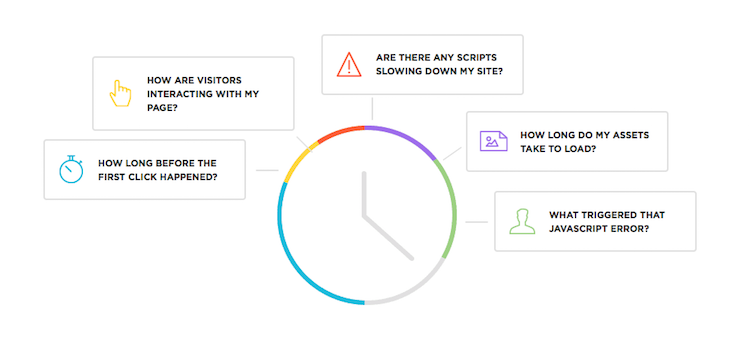 ARE THERE ANY SCRIPTS
SLOWING DOWN MY SITE?
HOW ARE VISITORS
INTERACTING WITH MY
PAGE?
HOW LONG DO MY ASSETS
TAKE TO LOAD?
HOW LONG BEFORE THE
FIRST CLICK HAPPENED?
WHAT TRIGGERED THAT
JAVASCRIPT ERROR?